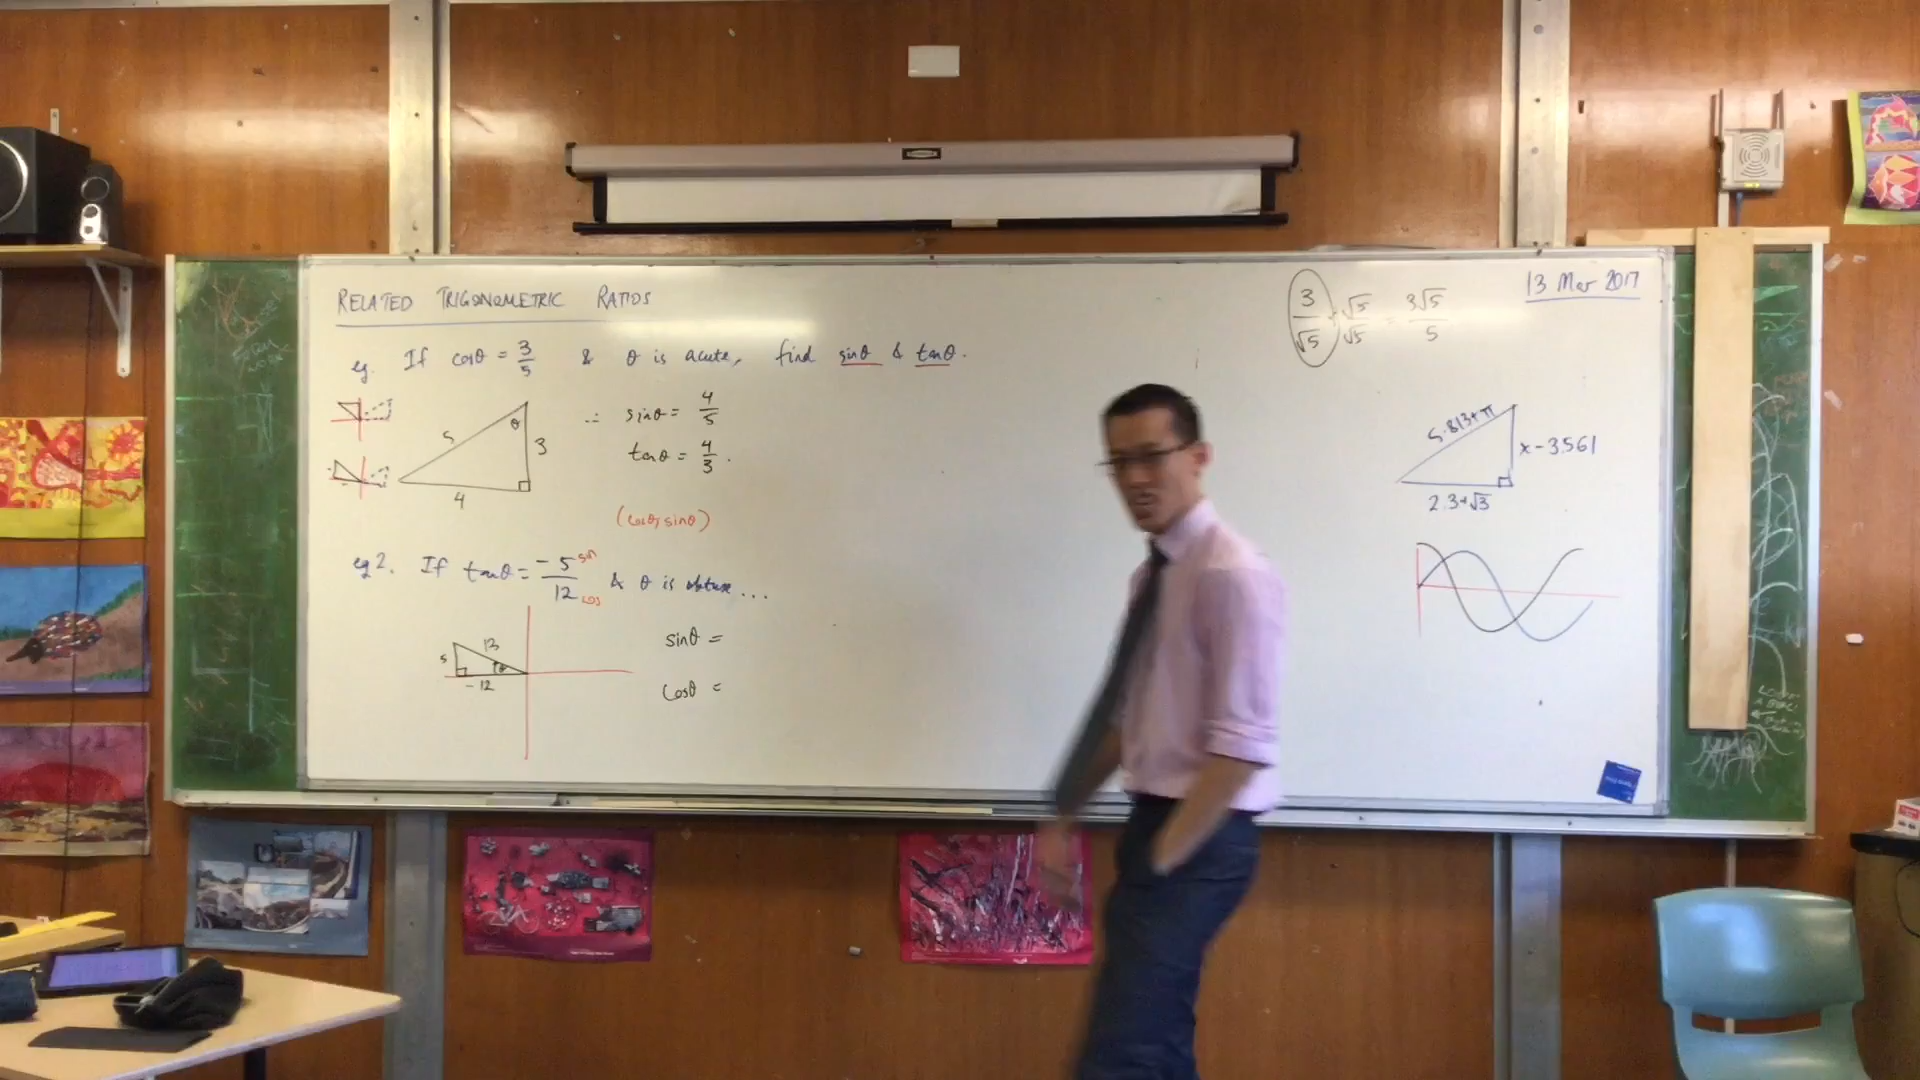 RELATED TRIGONOMETRIC RATIOS
13 Mar 2017
3/√5 × √5/√5 = 3√5/5
eg. If cosθ = 3/5 & θ is acute, find sinθ & tanθ.
5
θ
3
4
∴ sinθ = 4/5
tanθ = 4/3.
(cosθ, sinθ)
eg 2. If tanθ = -5/12 & θ is obtuse...
sin
cos
13
5
θ
-12
sinθ =
cosθ =
5.813+π
x-3.561
2.3+√3